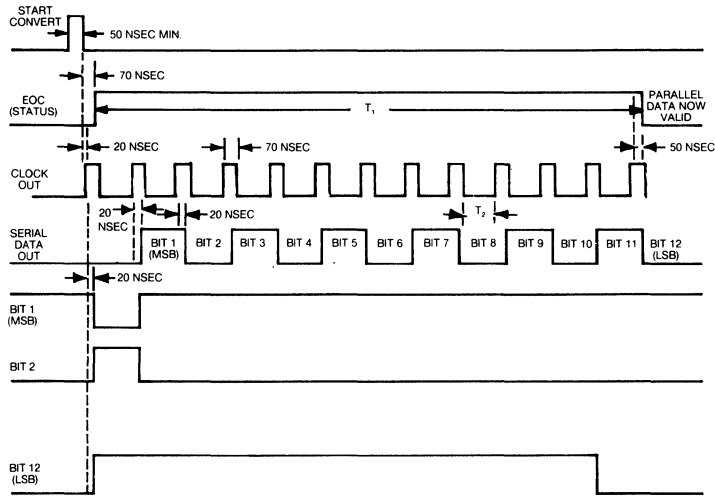 START
CONVERT
50 NSEC MIN.
70 NSEC
EOC
(STATUS)
T₁
PARALLEL
DATA NOW
VALID
20 NSEC
70 NSEC
50 NSEC
CLOCK
OUT
20
NSEC
20 NSEC
T₂
SERIAL
DATA
OUT
BIT 1
(MSB)
BIT 2
BIT 3
BIT 4
BIT 5
BIT 6
BIT 7
BIT 8
BIT 9
BIT 10
BIT 11
BIT 12
(LSB)
20 NSEC
BIT 1
(MSB)
BIT 2
BIT 12
(LSB)